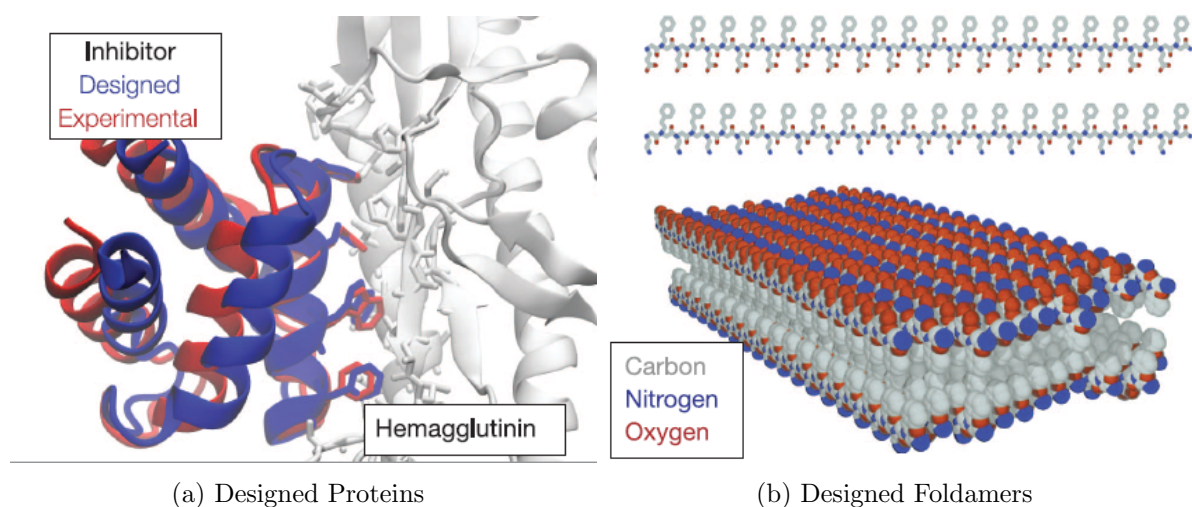 Inhibitor
Designed
Experimental
Hemagglutinin
Carbon
Nitrogen
Oxygen
(a) Designed Proteins
(b) Designed Foldamers